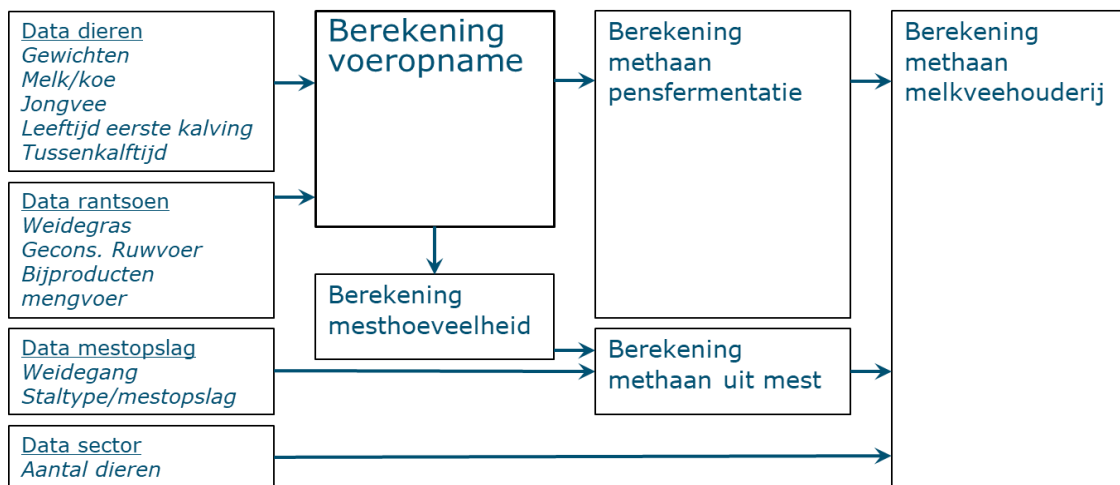 Data dieren
Gewichten
Melk/koe
Jongvee
Leeftijd eerste kalving
Tussenkalftijd
Data rantsoen
Weidegras
Gecons. Ruwvoer
Bijproducten
mengvoer
Data mestopslag
Weidegang
Staltype/mestopslag
Data sector
Aantal dieren
Berekening
voeropname
Berekening
mesthoeveelheid
Berekening
methaan
pensfermentatie
Berekening
methaan uit mest
Berekening
methaan
melkveehouderij